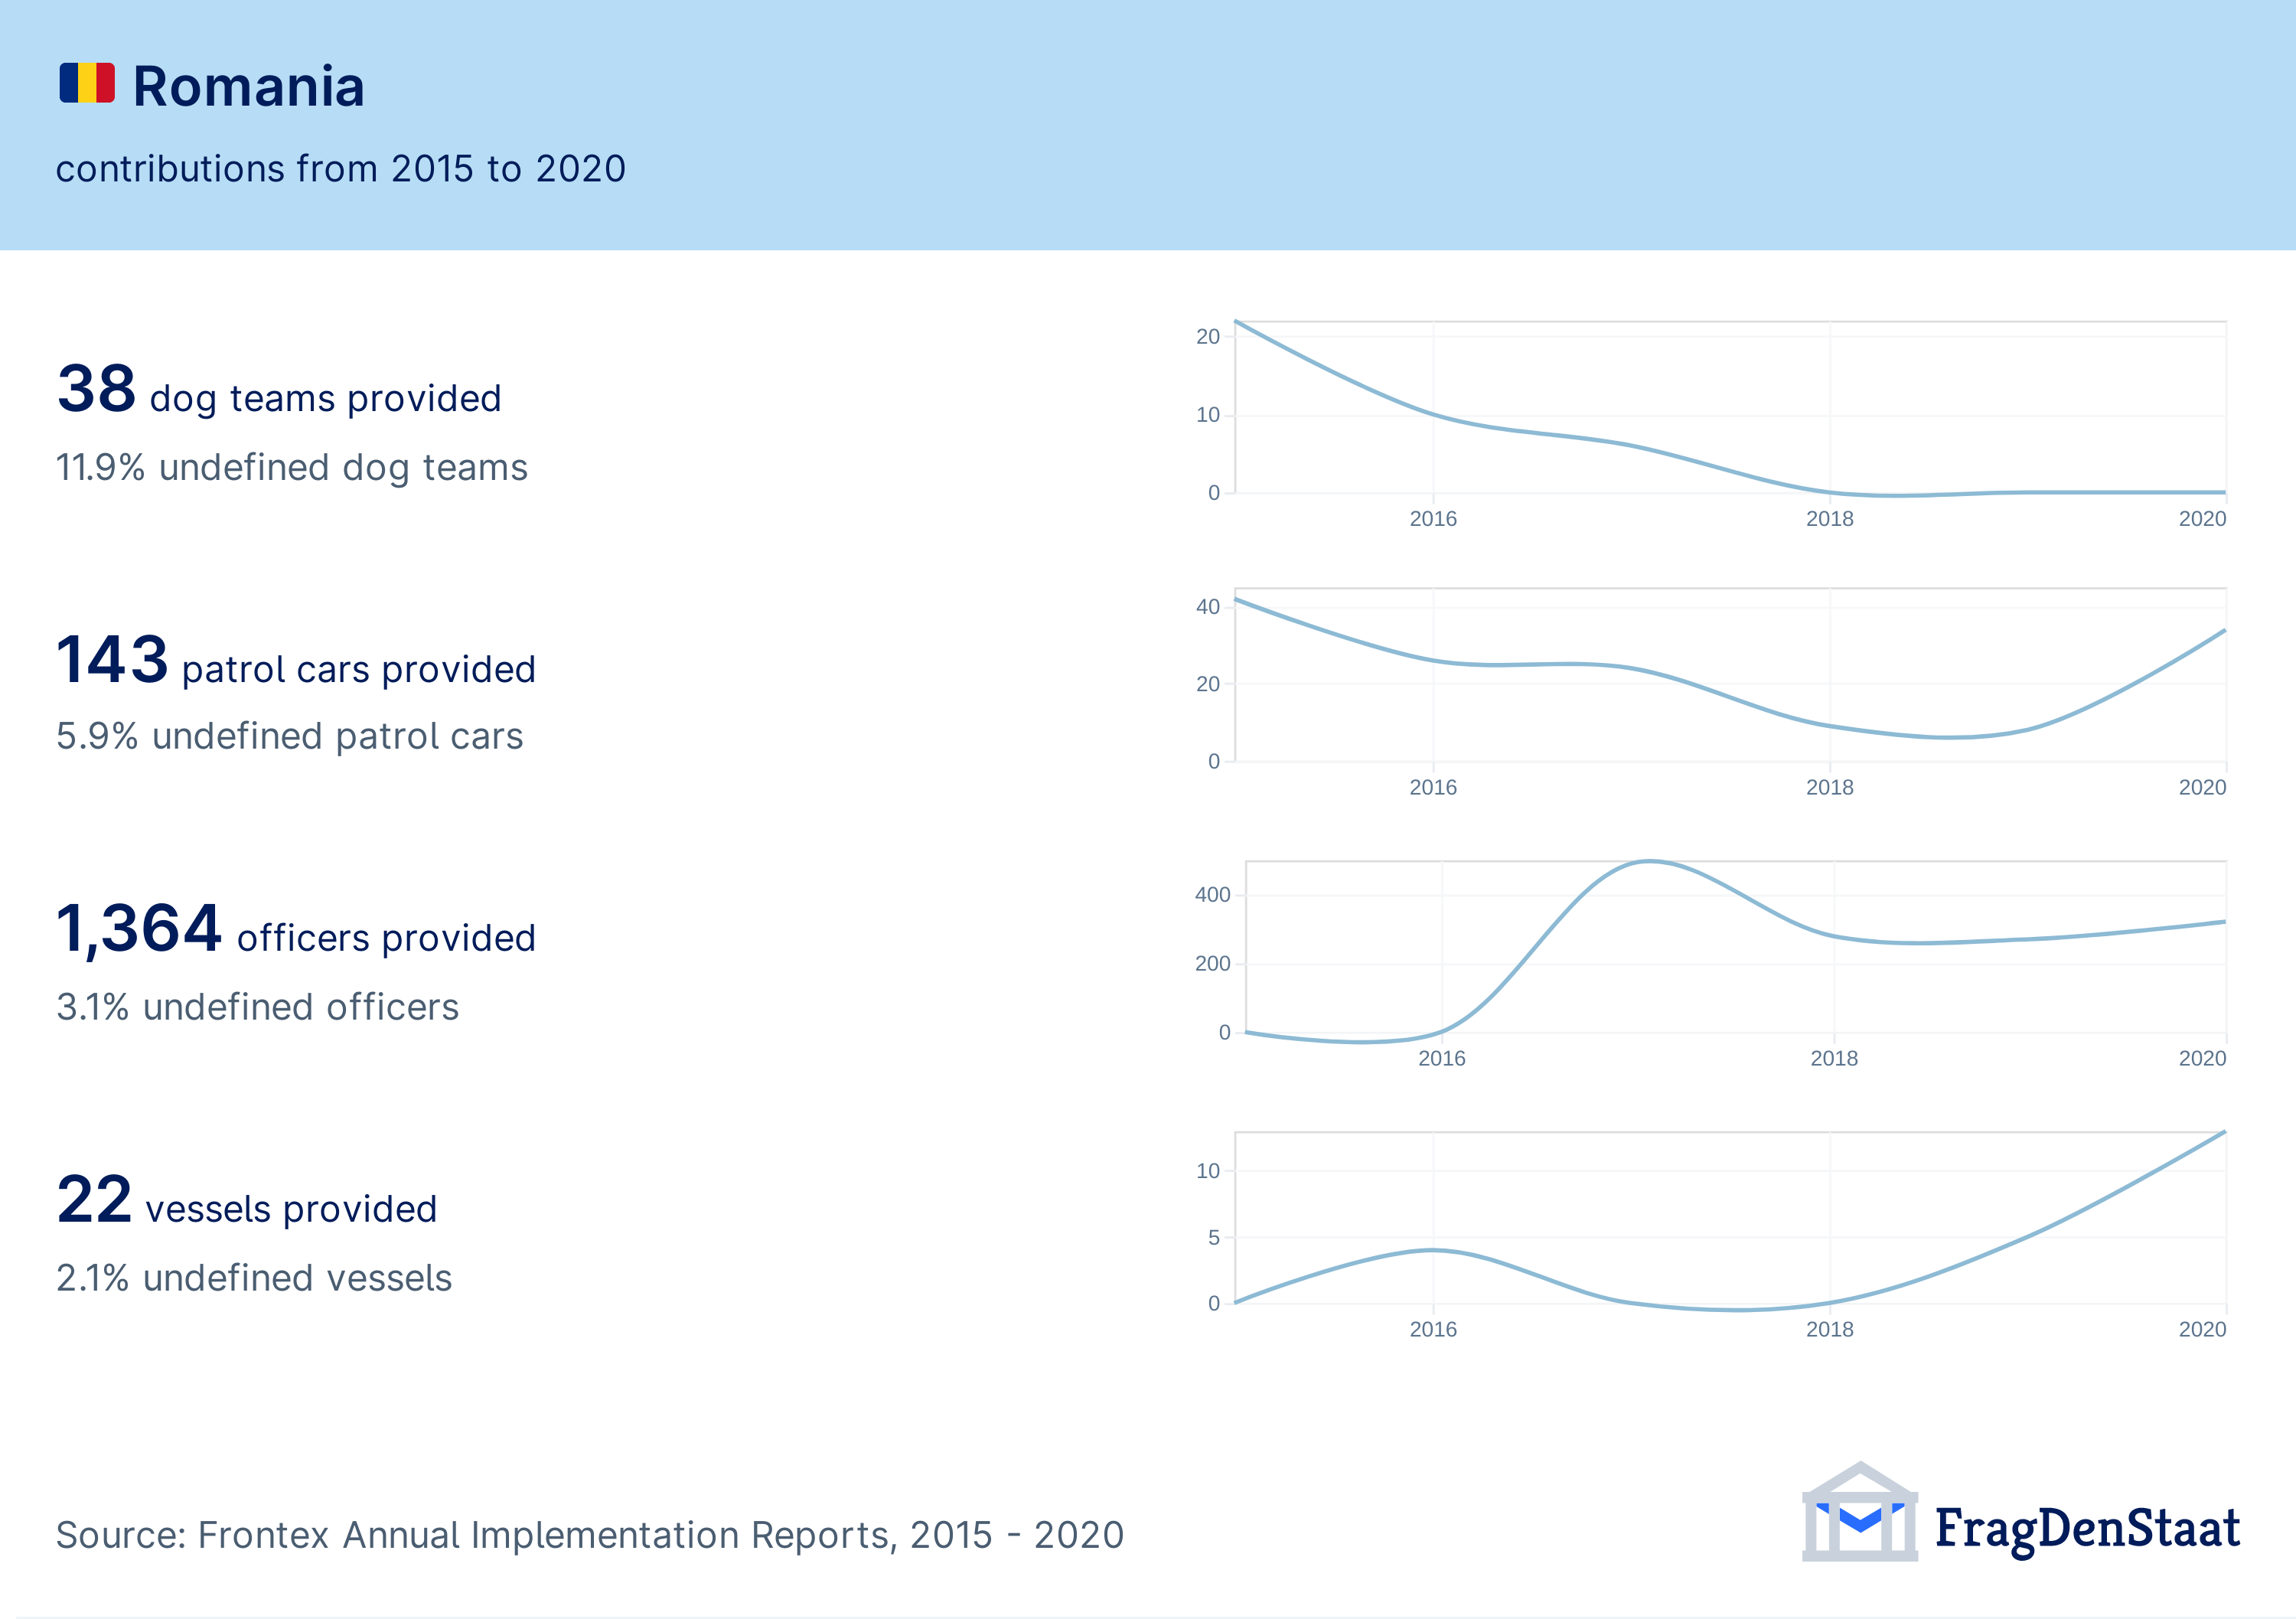 Romania
contributions from 2015 to 2020
38 dog teams provided
11.9% undefined dog teams
20
10
0
2016 2018 2020
143 patrol cars provided
5.9% undefined patrol cars
40
20
0
2016 2018 2020
1,364 officers provided
3.1% undefined officers
400
200
0
2016 2018 2020
22 vessels provided
2.1% undefined vessels
10
5
0
2016 2018 2020
Source: Frontex Annual Implementation Reports, 2015 - 2020
FragDenStaat